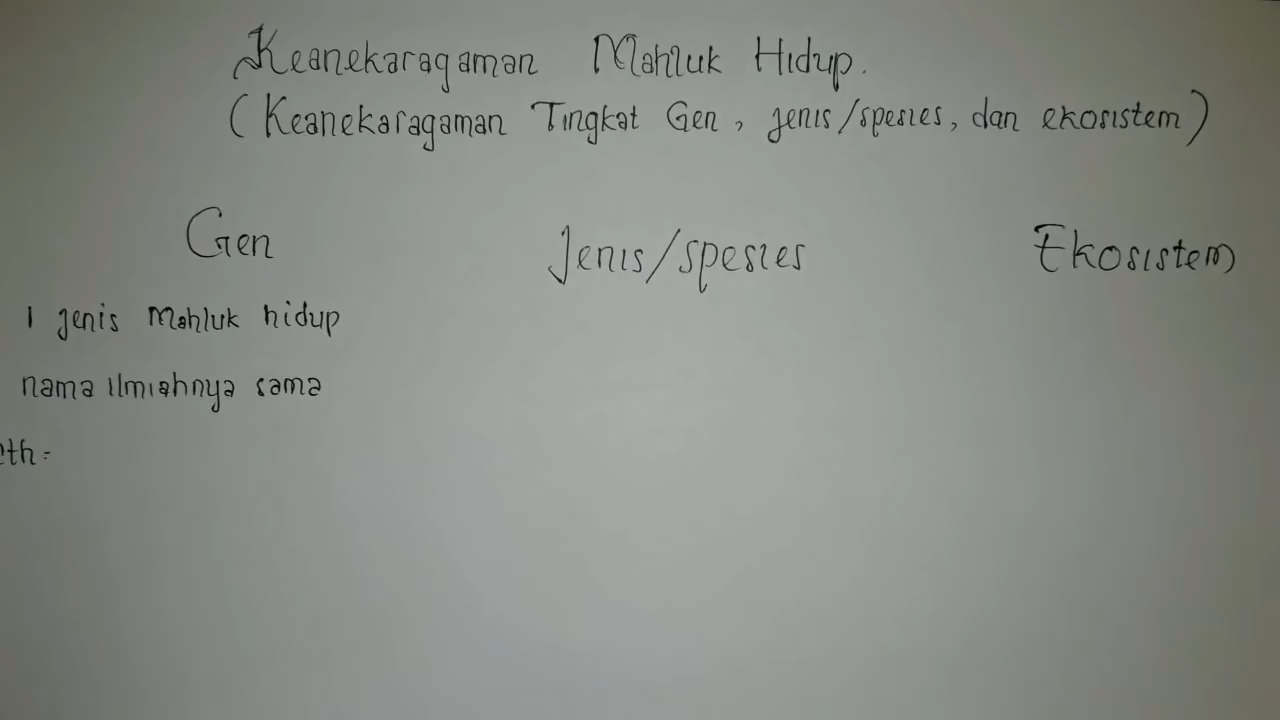 Keanekaragaman Mahluk Hidup.
(Keanekaragaman Tingkat Gen, jenis/spesies, dan ekosistem)
Gen
Jenis/spesies
Ekosistem
1 jenis Mahluk hidup
nama ilmiahnya sama
cth =